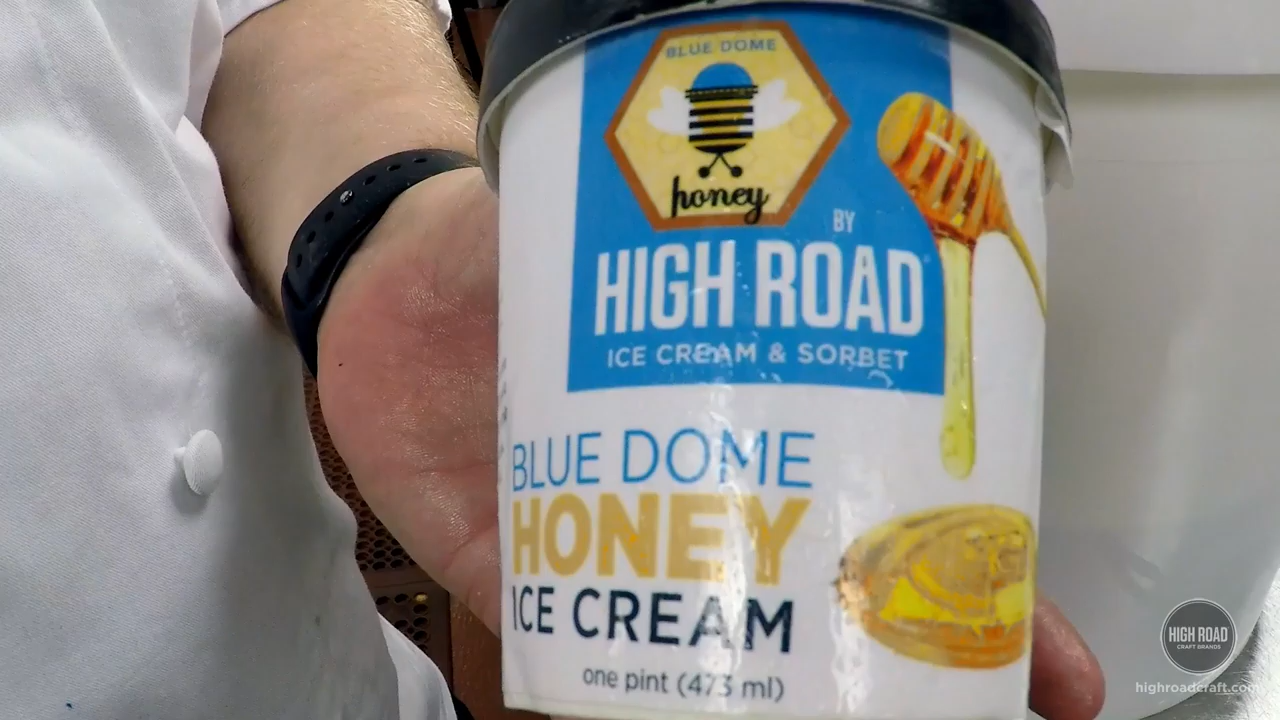 BLUE DOME
honey
BY
HIGH ROAD
ICE CREAM & SORBET
BLUE DOME
HONEY
ICE CREAM
one pint (473 ml)
HIGH ROAD
CRAFT BRANDS
highroadcraft.com